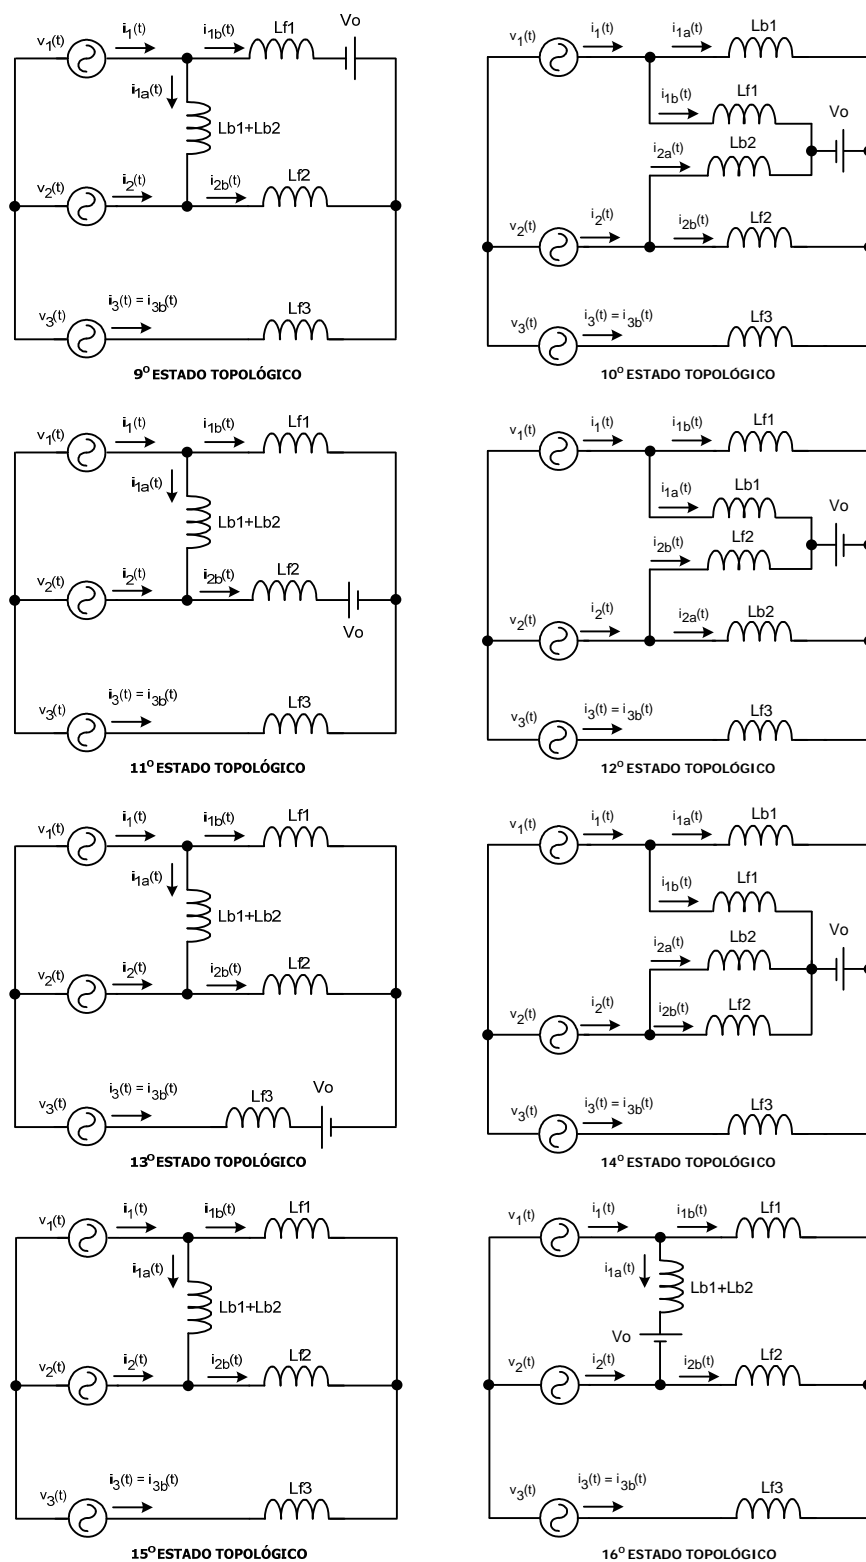 v1(t) i1(t) i1b(t) Lf1 Vo
i1a(t)
Lb1+Lb2
v2(t) i2(t) i2b(t) Lf2
v3(t) i3(t) = i3b(t) Lf3
9º ESTADO TOPOLÓGICO
v1(t) i1(t) i1a(t) Lb1
i1b(t) Lf1 Vo
i2a(t) Lb2
v2(t) i2(t) i2b(t) Lf2
v3(t) i3(t) = i3b(t) Lf3
10º ESTADO TOPOLÓGICO
v1(t) i1(t) i1b(t) Lf1
i1a(t)
Lb1+Lb2
v2(t) i2(t) i2b(t) Lf2
Vo
v3(t) i3(t) = i3b(t) Lf3
11º ESTADO TOPOLÓGICO
v1(t) i1(t) i1b(t) Lf1
i1a(t) Lb1 Vo
i2b(t) Lf2
v2(t) i2(t) i2a(t) Lb2
v3(t) i3(t) = i3b(t) Lf3
12º ESTADO TOPOLÓGICO
v1(t) i1(t) i1b(t) Lf1
i1a(t)
Lb1+Lb2
v2(t) i2(t) i2b(t) Lf2
v3(t) i3(t) = i3b(t) Lf3 Vo
13º ESTADO TOPOLÓGICO
v1(t) i1(t) i1a(t) Lb1
i1b(t) Lf1
i2a(t) Lb2 Vo
v2(t) i2(t) i2b(t) Lf2
v3(t) i3(t) = i3b(t) Lf3
14º ESTADO TOPOLÓGICO
v1(t) i1(t) i1b(t) Lf1
i1a(t)
Lb1+Lb2
v2(t) i2(t) i2b(t) Lf2
v3(t) i3(t) = i3b(t) Lf3
15º ESTADO TOPOLÓGICO
v1(t) i1(t) i1b(t) Lf1
i1a(t)
Lb1+Lb2
Vo
v2(t) i2(t) i2b(t) Lf2
v3(t) i3(t) = i3b(t) Lf3
16º ESTADO TOPOLÓGICO